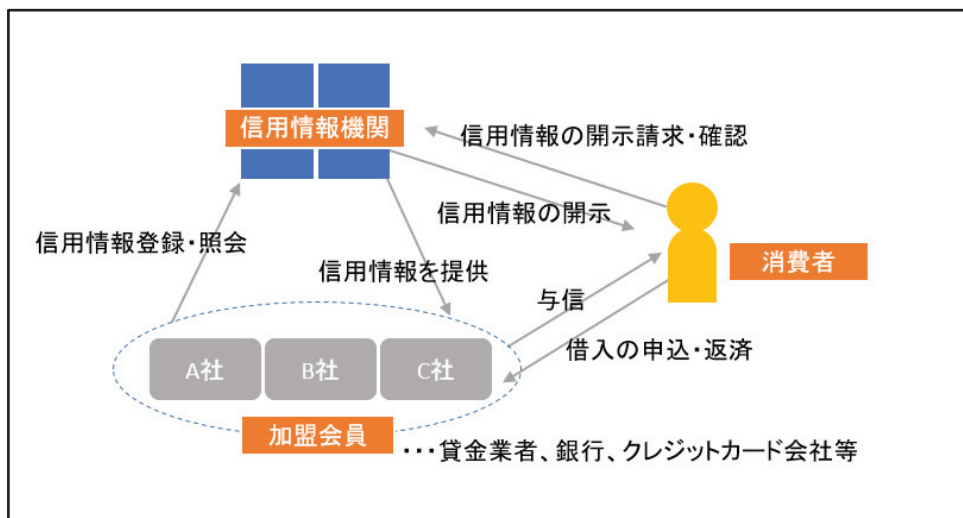 信用情報機関
信用情報の開示請求・確認
信用情報の開示
信用情報登録・照会
信用情報を提供
消費者
与信
借入の申込・返済
A社
B社
C社
加盟会員
・・・貸金業者、銀行、クレジットカード会社等